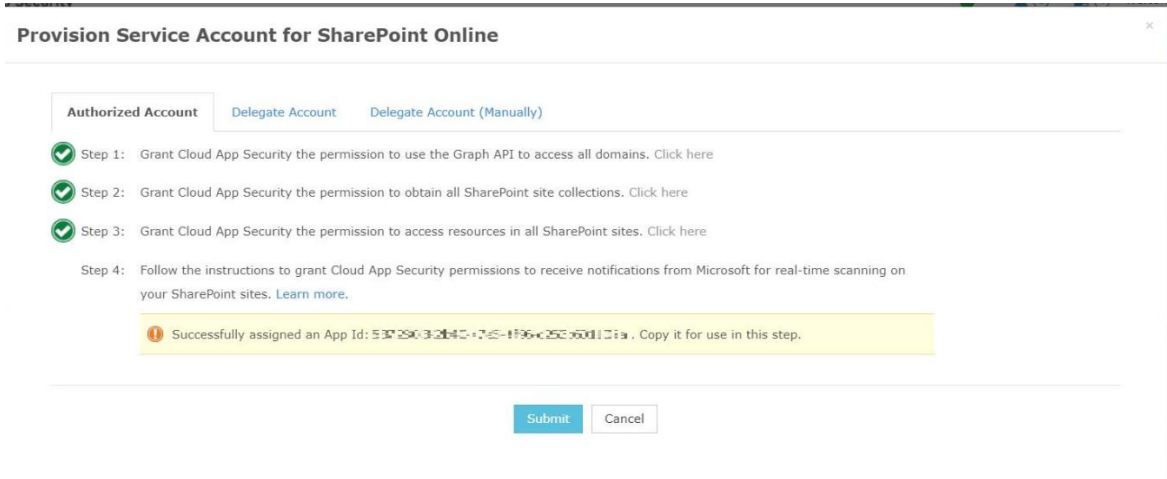 Security
Provision Service Account for SharePoint Online
×
Authorized Account Delegate Account Delegate Account (Manually)
Step 1: Grant Cloud App Security the permission to use the Graph API to access all domains. Click here
Step 2: Grant Cloud App Security the permission to obtain all SharePoint site collections. Click here
Step 3: Grant Cloud App Security the permission to access resources in all SharePoint sites. Click here
Step 4: Follow the instructions to grant Cloud App Security permissions to receive notifications from Microsoft for real-time scanning on
your SharePoint sites. Learn more.
Successfully assigned an App Id: . Copy it for use in this step.
Submit Cancel